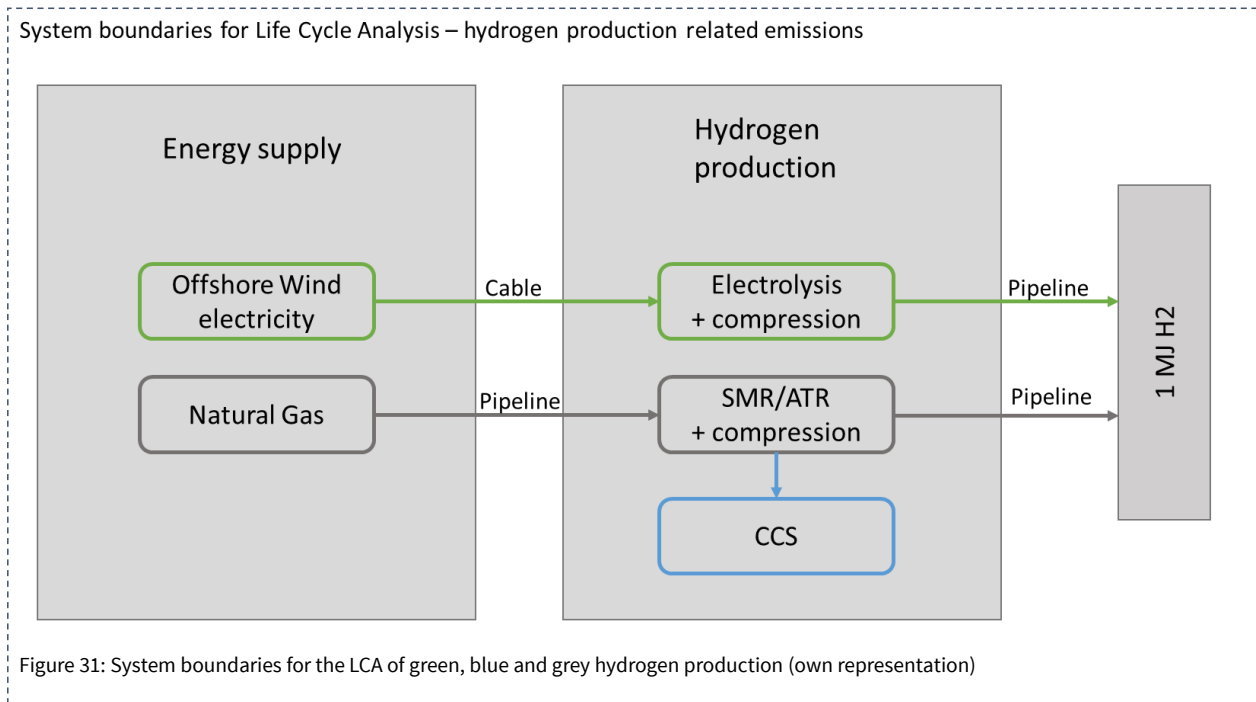 System boundaries for Life Cycle Analysis – hydrogen production related emissions
Energy supply
Hydrogen
production
Offshore Wind
electricity
Cable
Electrolysis
+ compression
Pipeline
Natural Gas
Pipeline
SMR/ATR
+ compression
Pipeline
1 MJ H2
CCS
Figure 31: System boundaries for the LCA of green, blue and grey hydrogen production (own representation)